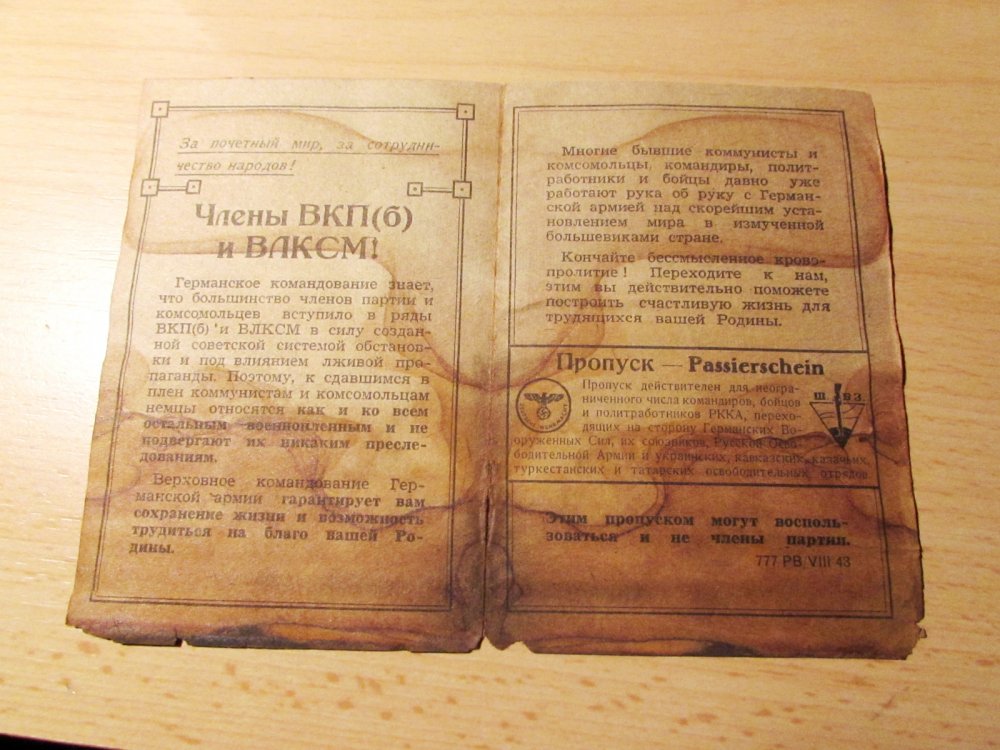 За почетный мир, за сотрудни-
чество народов!
Члены ВКП(б)
и ВЛКСМ!
Германское командование знает,
что большинство членов партии и
комсомольцев вступило в ряды
ВКП(б) и ВЛКСМ в силу создан-
ной советской системой обстанов-
ки и под влиянием лживой про-
паганды. Поэтому, к сдавшимся в
плен коммунистам и комсомольцам
немцы относятся как и ко всем
остальным военнопленным и не
подвергают их никаким пресле-
дованиям.
Верховное командование Гер-
манской армии гарантирует вам
сохранение жизни и возможность
трудиться на благо вашей Ро-
дины.
Многие бывшие коммунисты и
комсомольцы, командиры, полит-
работники и бойцы давно уже
работают рука об руку с Герман-
ской армией над скорейшим уста-
новлением мира в измученной
большевиками стране.
Кончайте бессмысленное крово-
пролитие! Переходите к нам,
этим вы действительно поможете
построить счастливую жизнь для
трудящихся вашей Родины.
Пропуск — Passierschein
Пропуск действителен для неогра-
ниченного числа командиров, бойцов
и политработников РККА, перехо-
дящих на сторону Германских Во-
оруженных Сил, их союзников, Русской Осво-
бодительной Армии и украинских, кавказских, казачьих,
туркестанских и татарских освободительных отрядов
Ш. В З.
Этим пропуском могут восполь-
зоваться и не члены партии.
777 PB VIII 43